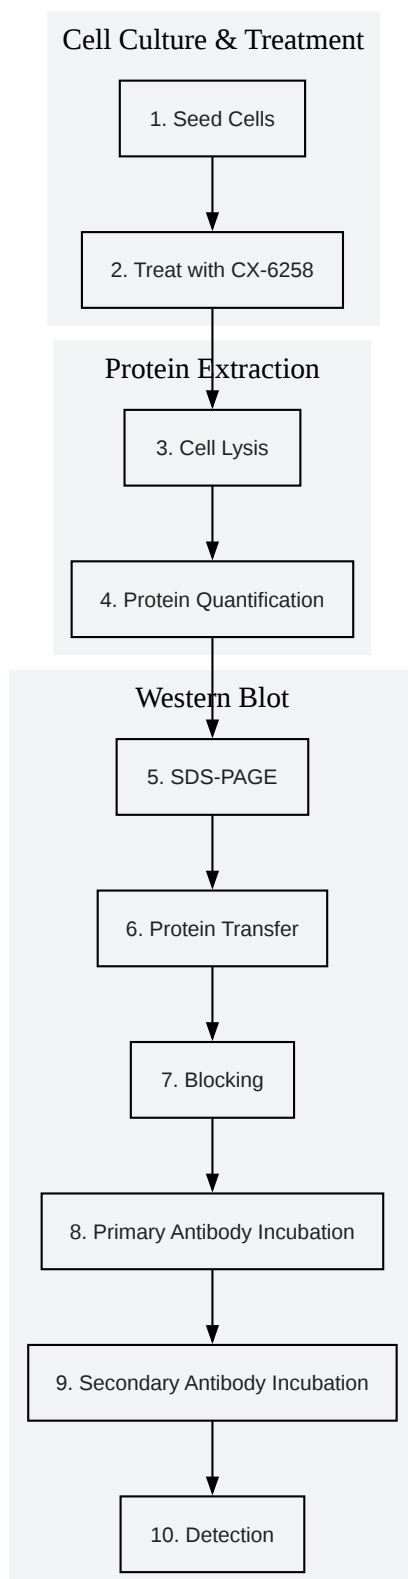 Cell Culture & Treatment
1. Seed Cells
2. Treat with CX-6258
Protein Extraction
3. Cell Lysis
4. Protein Quantification
Western Blot
5. SDS-PAGE
6. Protein Transfer
7. Blocking
8. Primary Antibody Incubation
9. Secondary Antibody Incubation
10. Detection